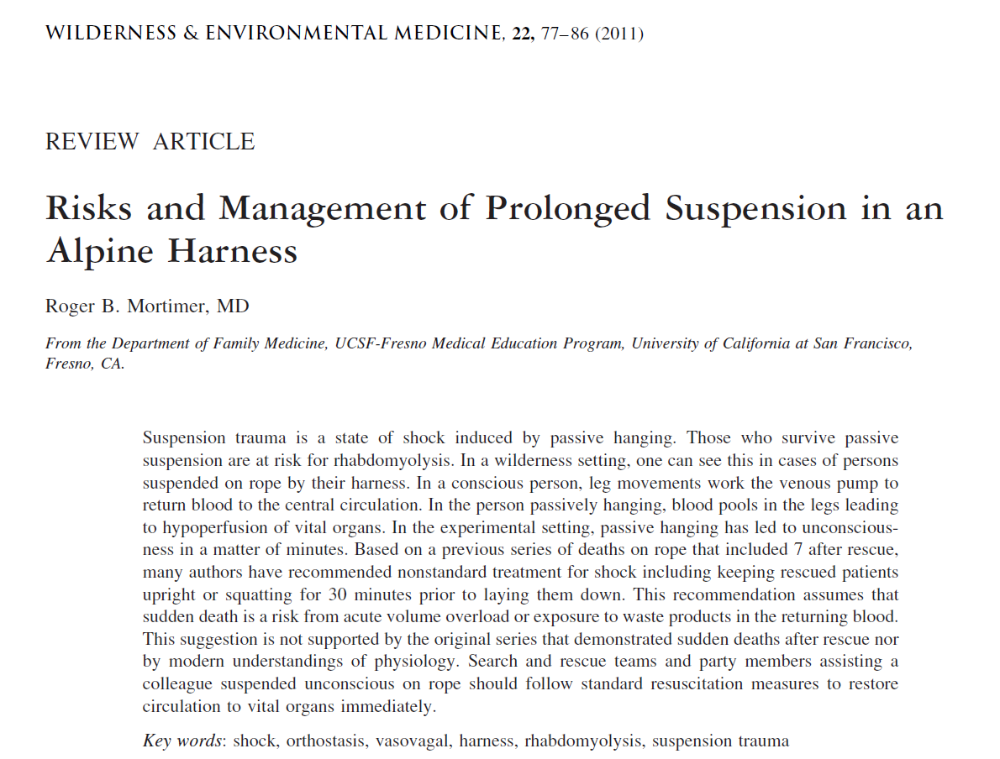 WILDERNESS & ENVIRONMENTAL MEDICINE, 22, 77–86 (2011)
REVIEW ARTICLE
Risks and Management of Prolonged Suspension in an
Alpine Harness
Roger B. Mortimer, MD
From the Department of Family Medicine, UCSF-Fresno Medical Education Program, University of California at San Francisco,
Fresno, CA.
Suspension trauma is a state of shock induced by passive hanging. Those who survive passive
suspension are at risk for rhabdomyolysis. In a wilderness setting, one can see this in cases of persons
suspended on rope by their harness. In a conscious person, leg movements work the venous pump to
return blood to the central circulation. In the person passively hanging, blood pools in the legs leading
to hypoperfusion of vital organs. In the experimental setting, passive hanging has led to unconscious-
ness in a matter of minutes. Based on a previous series of deaths on rope that included 7 after rescue,
many authors have recommended nonstandard treatment for shock including keeping rescued patients
upright or squatting for 30 minutes prior to laying them down. This recommendation assumes that
sudden death is a risk from acute volume overload or exposure to waste products in the returning blood.
This suggestion is not supported by the original series that demonstrated sudden deaths after rescue nor
by modern understandings of physiology. Search and rescue teams and party members assisting a
colleague suspended unconscious on rope should follow standard resuscitation measures to restore
circulation to vital organs immediately.
Key words: shock, orthostasis, vasovagal, harness, rhabdomyolysis, suspension trauma